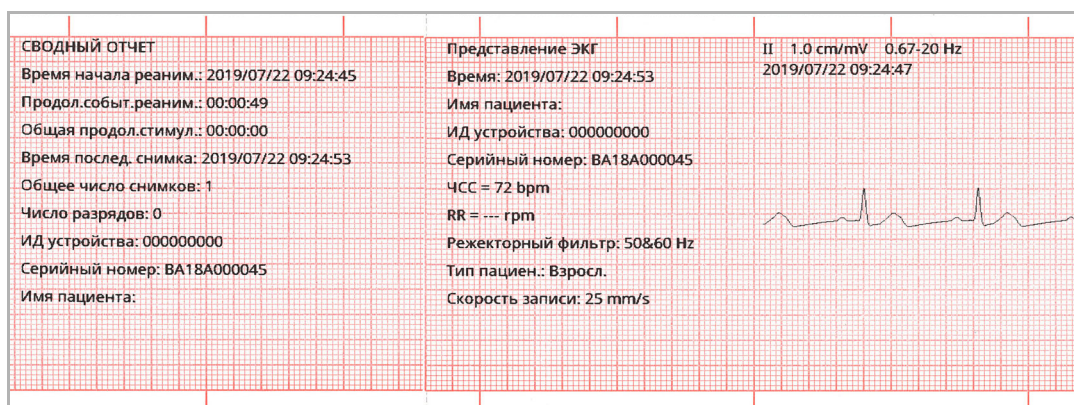 СВОДНЫЙ ОТЧЕТ
Время начала реаним.: 2019/07/22 09:24:45
Продол.событ.реаним.: 00:00:49
Общая продол.стимул.: 00:00:00
Время послед. снимка: 2019/07/22 09:24:53
Общее число снимков: 1
Число разрядов: 0
ИД устройства: 000000000
Серийный номер: BA18A000045
Имя пациента:
Представление ЭКГ
Время: 2019/07/22 09:24:53
Имя пациента:
ИД устройства: 000000000
Серийный номер: BA18A000045
ЧСС = 72 bpm
RR = --- rpm
Режекторный фильтр: 50&60 Hz
Тип пациен.: Взросл.
Скорость записи: 25 mm/s
II 1.0 cm/mV 0.67-20 Hz
2019/07/22 09:24:47